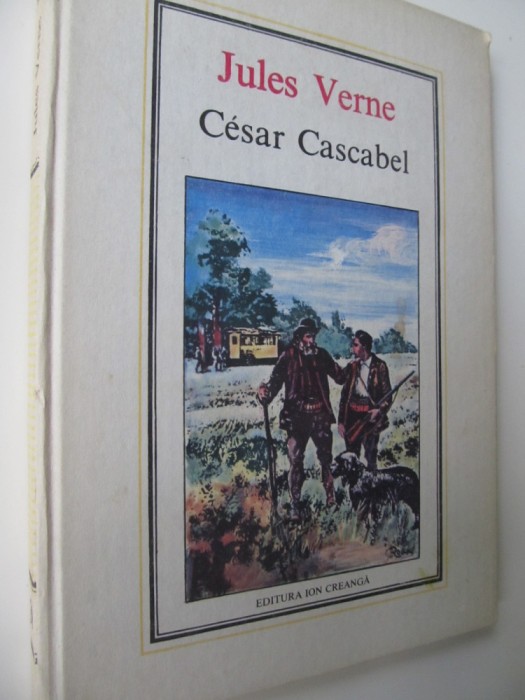 Jules Verne
César Cascabel
EDITURA ION CREANGĂ